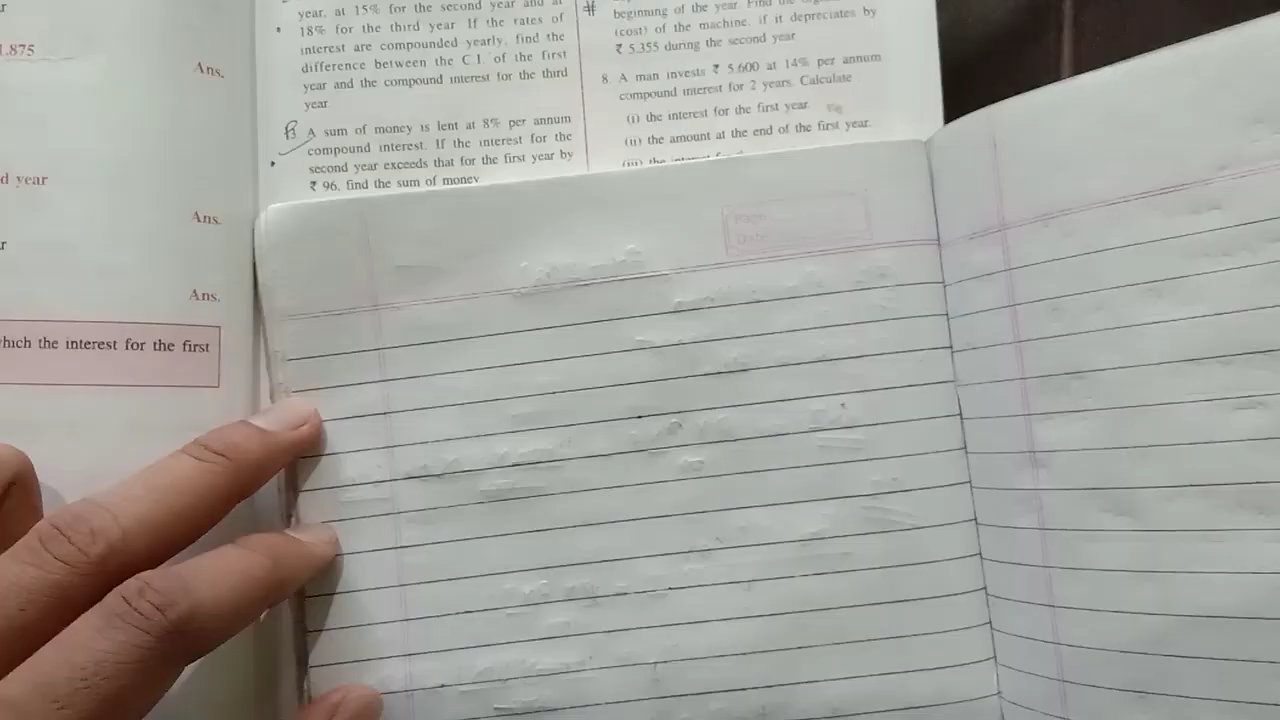 r
1.875
Ans.
d year
Ans.
r
Ans.
hich the interest for the first
year, at 15% for the second year and at
18% for the third year If the rates of
interest are compounded yearly, find the
difference between the C I. of the first
year and the compound interest for the third
year
A sum of money is lent at 8% per annum
compound interest. If the interest for the
second year exceeds that for the first year by
₹ 96, find the sum of money
beginning of the year. Find the
(cost) of the machine, if it depreciates by
₹ 5,355 during the second year
8. A man invests ₹ 5,600 at 14% per annum
compound interest for 2 years. Calculate
(i) the interest for the first year.
(ii) the amount at the end of the first year.
(iii) the interest
Page
Date